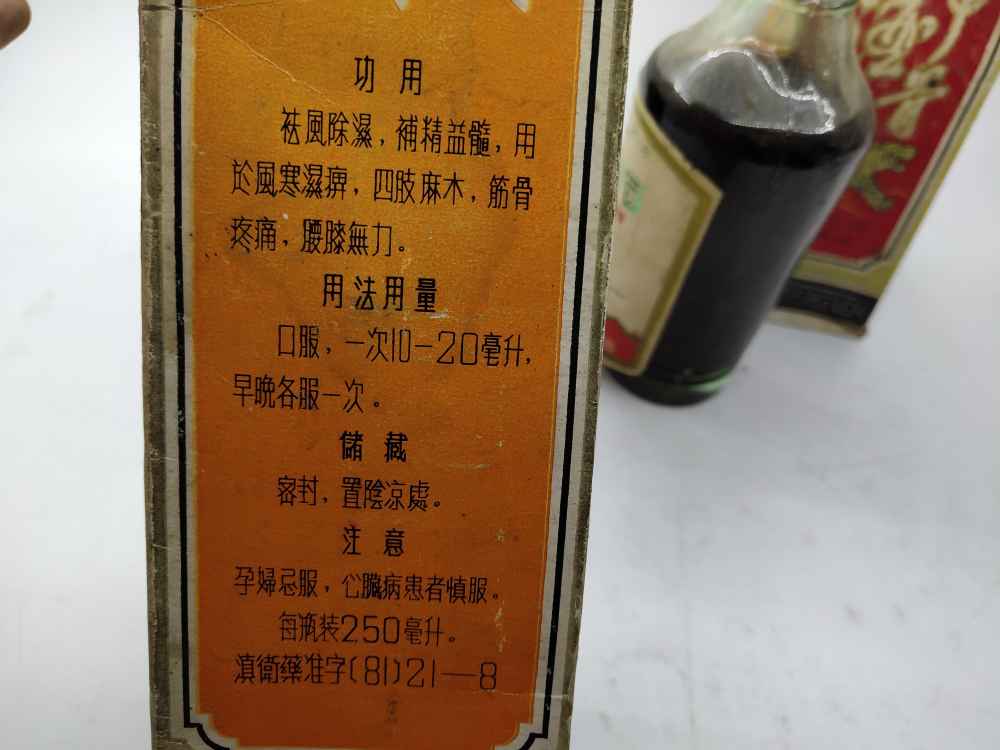 功用
祛風除濕，補精益髓，用
於風寒濕痹，四肢麻木，筋骨
疼痛，腰膝無力。
用法用量
口服，一次10－20毫升，
早晚各服一次。
儲藏
密封，置陰凉處。
注意
孕婦忌服，心臟病患者慎服。
每瓶装250毫升。
滇衛藥准字(81)21—8